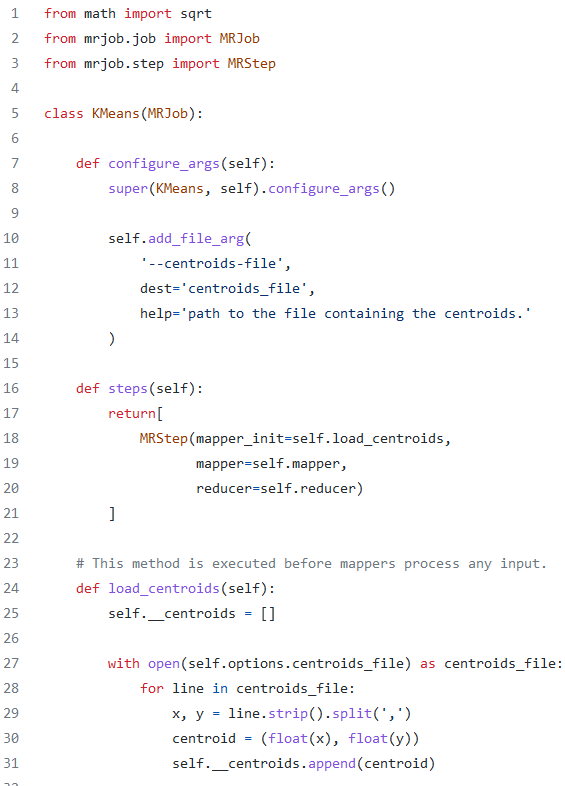 1 from math import sqrt
2 from mrjob.job import MRJob
3 from mrjob.step import MRStep
4
5 class KMeans(MRJob):
6
7     def configure_args(self):
8         super(KMeans, self).configure_args()
9
10         self.add_file_arg(
11             '--centroids-file',
12             dest='centroids_file',
13             help='path to the file containing the centroids.'
14         )
15
16     def steps(self):
17         return[
18             MRStep(mapper_init=self.load_centroids,
19                    mapper=self.mapper,
20                    reducer=self.reducer)
21         ]
22
23     # This method is executed before mappers process any input.
24     def load_centroids(self):
25         self.__centroids = []
26
27         with open(self.options.centroids_file) as centroids_file:
28             for line in centroids_file:
29                 x, y = line.strip().split(',')
30                 centroid = (float(x), float(y))
31                 self.__centroids.append(centroid)